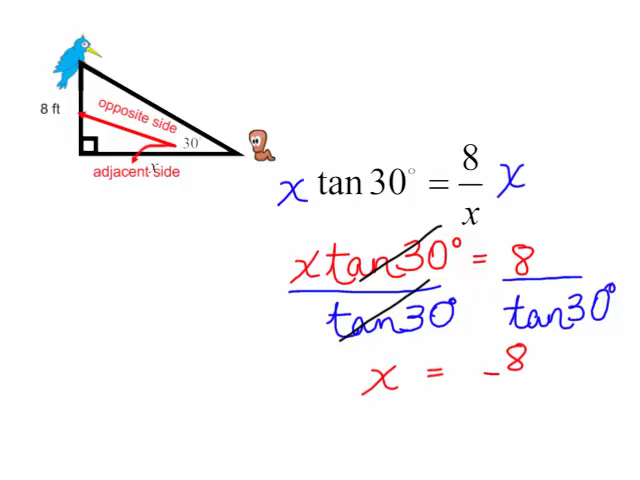 8 ft
opposite side
30
x
adjacent side
x tan 30° = 8/x x
x tan 30° = 8
tan 30° tan 30°
x = 8